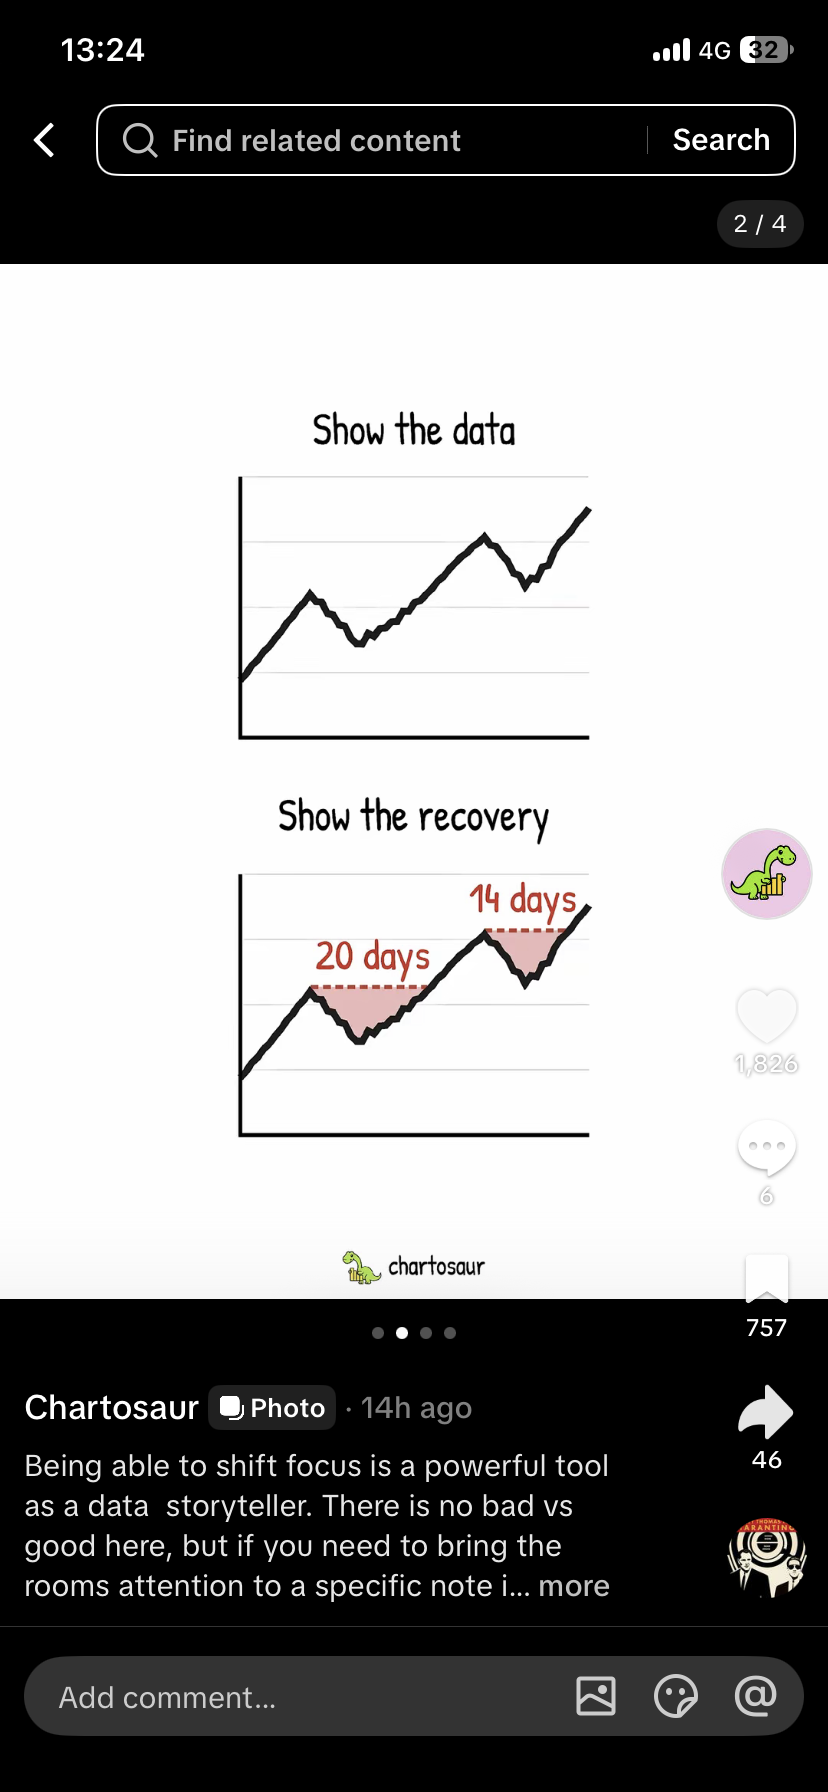 13:24
4G 32
Find related content
Search
2 / 4
Show the data
Show the recovery
14 days
20 days
1,826
6
chartosaur
757
Chartosaur Photo · 14h ago
46
Being able to shift focus is a powerful tool
as a data  storyteller. There is no bad vs
good here, but if you need to bring the
rooms attention to a specific note i... more
Add comment...